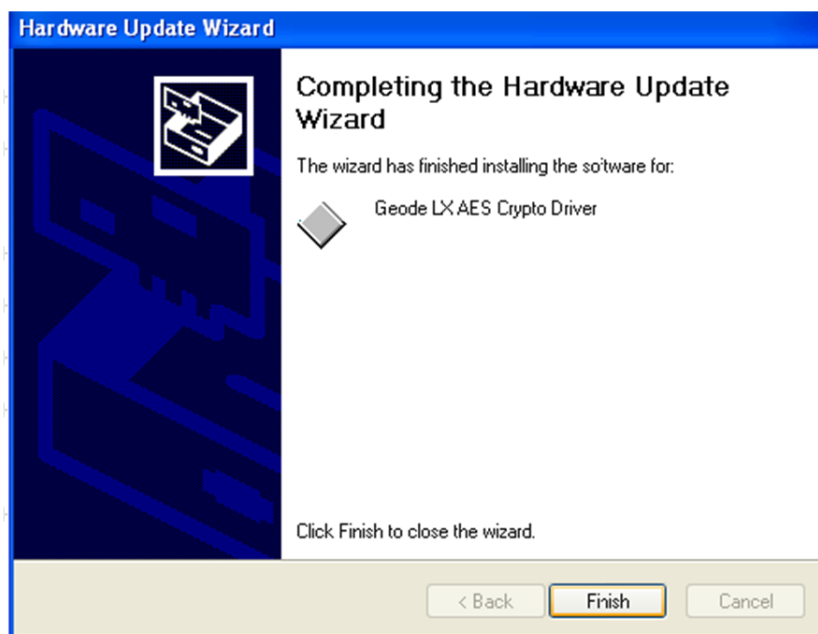 Hardware Update Wizard
Completing the Hardware Update
Wizard
The wizard has finished installing the software for:
Geode LX AES Crypto Driver
Click Finish to close the wizard.
< Back
Finish
Cancel